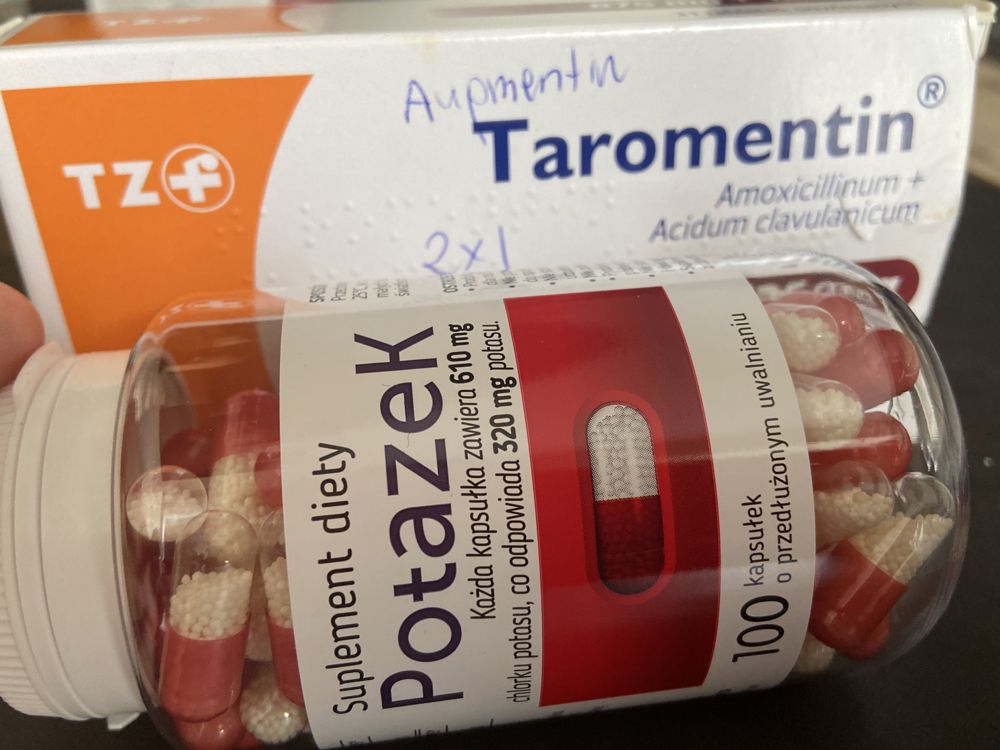 TZF
Aupmentin
Taromentin®
Amoxicillinum +
Acidum clavulanicum
2x1
Suplement diety
Potazek
Każda kapsułka zawiera 610 mg
chlorku potasu, co odpowiada 320 mg potasu.
100 kapsułek
o przedłużonym uwalnianiu